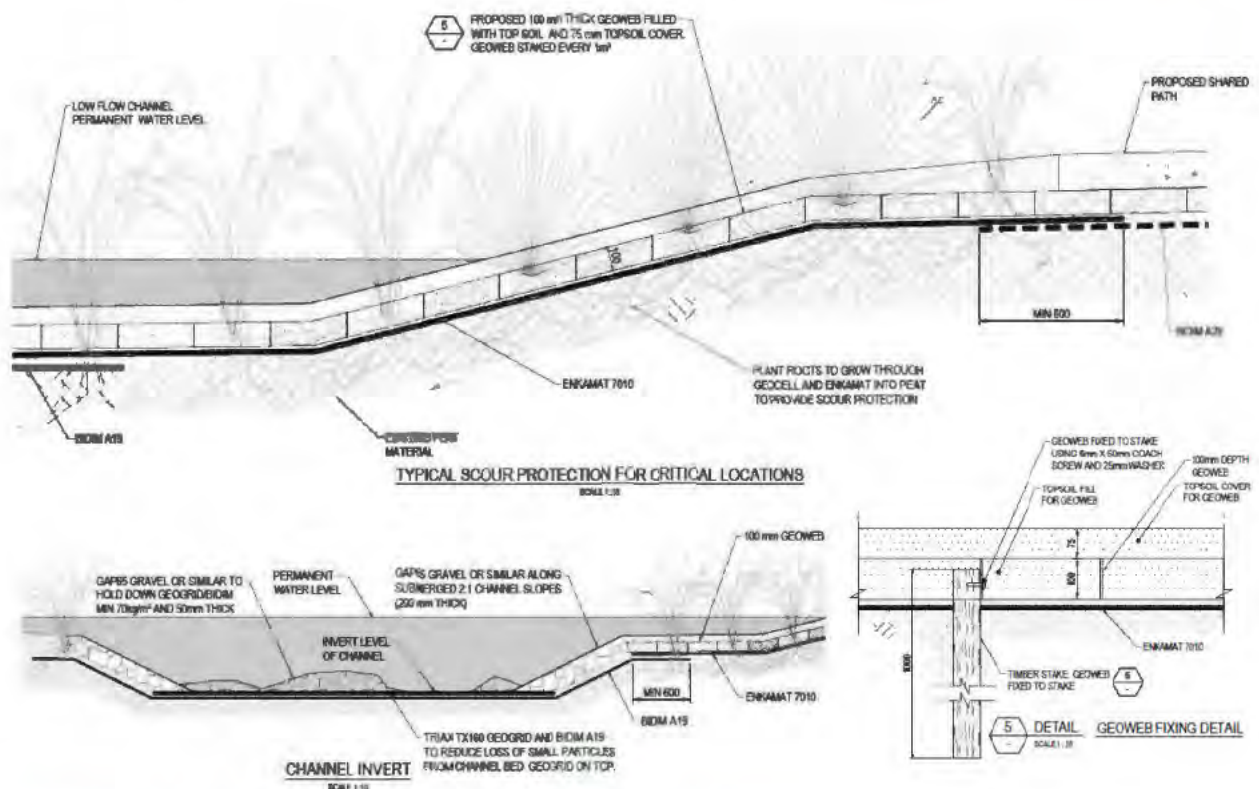 6
-
PROPOSED 100 mm THICK GEOWEB FILLED
WITH TOP SOIL AND 75 mm TOPSOIL COVER.
GEOWEB STAKED EVERY 1m²
LOW FLOW CHANNEL
PERMANENT WATER LEVEL
PROPOSED SHARED
PATH
100
MIN 600
BIDIM A29
ENKAMAT 7010
PLANT ROOTS TO GROW THROUGH
GEOCELL AND ENKAMAT INTO PEAT
TO PROVIDE SCOUR PROTECTION
BIDIM A19
MATERIAL
TYPICAL SCOUR PROTECTION FOR CRITICAL LOCATIONS
GAP65 GRAVEL OR SIMILAR TO
HOLD DOWN GEOGRID/BIDIM
MIN 70kg/m² AND 50mm THICK
PERMANENT
WATER LEVEL
GAP65 GRAVEL OR SIMILAR ALONG
SUBMERGED 2:1 CHANNEL SLOPES
(200 mm THICK)
100 mm GEOWEB
INVERT LEVEL
OF CHANNEL
MIN 600
ENKAMAT 7010
BIDIM A19
TRIAX TX160 GEOGRID AND BIDIM A19
TO REDUCE LOSS OF SMALL PARTICLES
FROM CHANNEL BED GEOGRID ON TOP.
CHANNEL INVERT
GEOWEB FIXED TO STAKE
USING 6mm X 60mm COACH
SCREW AND 25mm WASHER
TOPSOIL FILL
FOR GEOWEB
100mm DEPTH
GEOWEB
TOPSOIL COVER
FOR GEOWEB
75
100
1000
ENKAMAT 7010
TIMBER STAKE GEOWEB
FIXED TO STAKE
6
-
5
-
DETAIL GEOWEB FIXING DETAIL